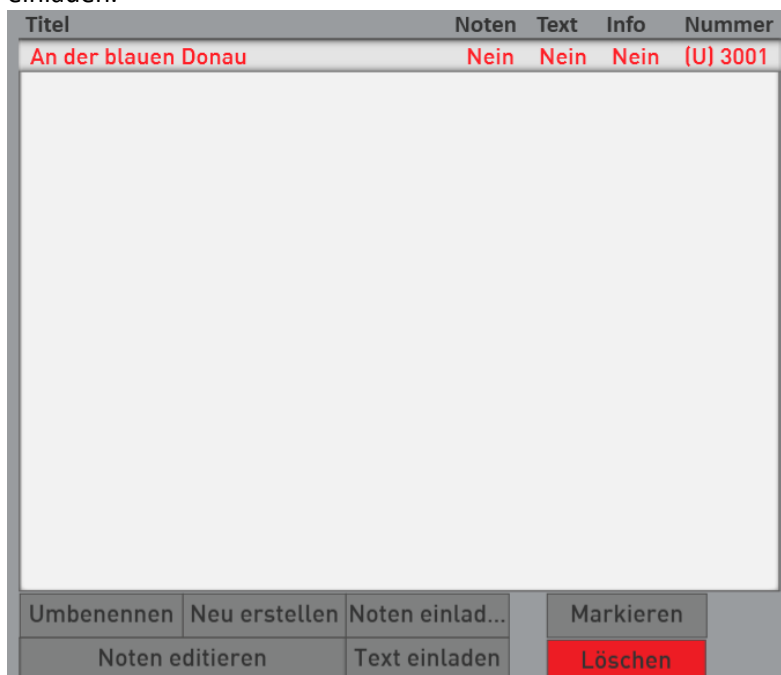 einladen.
Titel Noten Text Info Nummer
An der blauen Donau Nein Nein Nein (U) 3001
Umbenennen Neu erstellen Noten einlad... Markieren
Noten editieren Text einladen Löschen